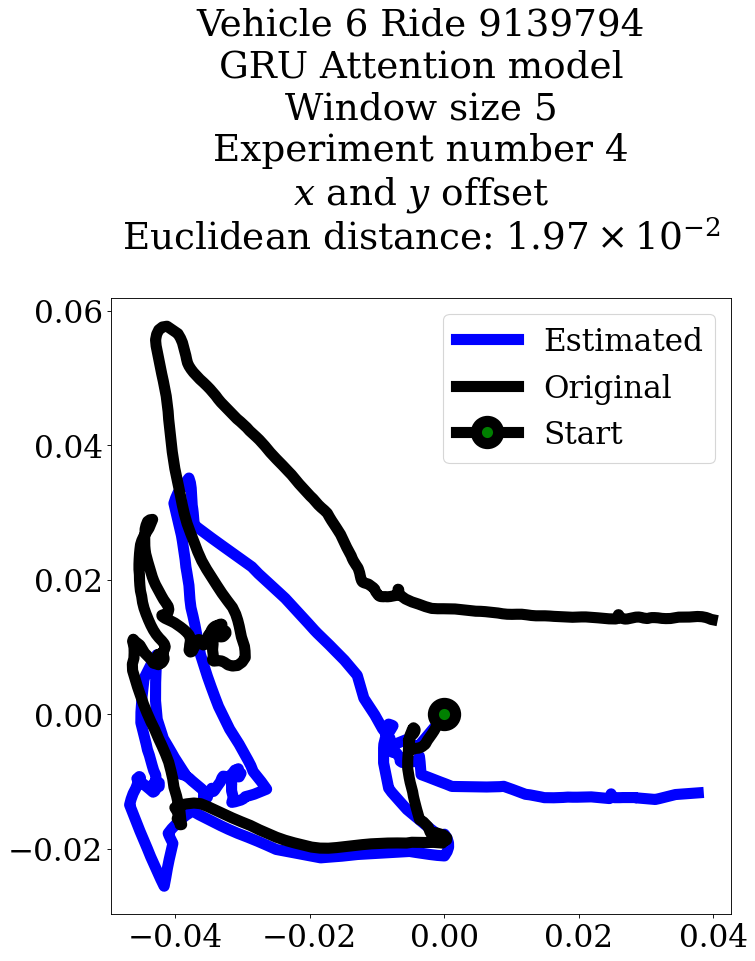 Vehicle 6 Ride 9139794
GRU Attention model
Window size 5
Experiment number 4
x and y offset
Euclidean distance: 1.97 × 10⁻²
0.06
0.04
0.02
0.00
−0.02
Estimated
Original
Start
−0.04
−0.02
0.00
0.02
0.04